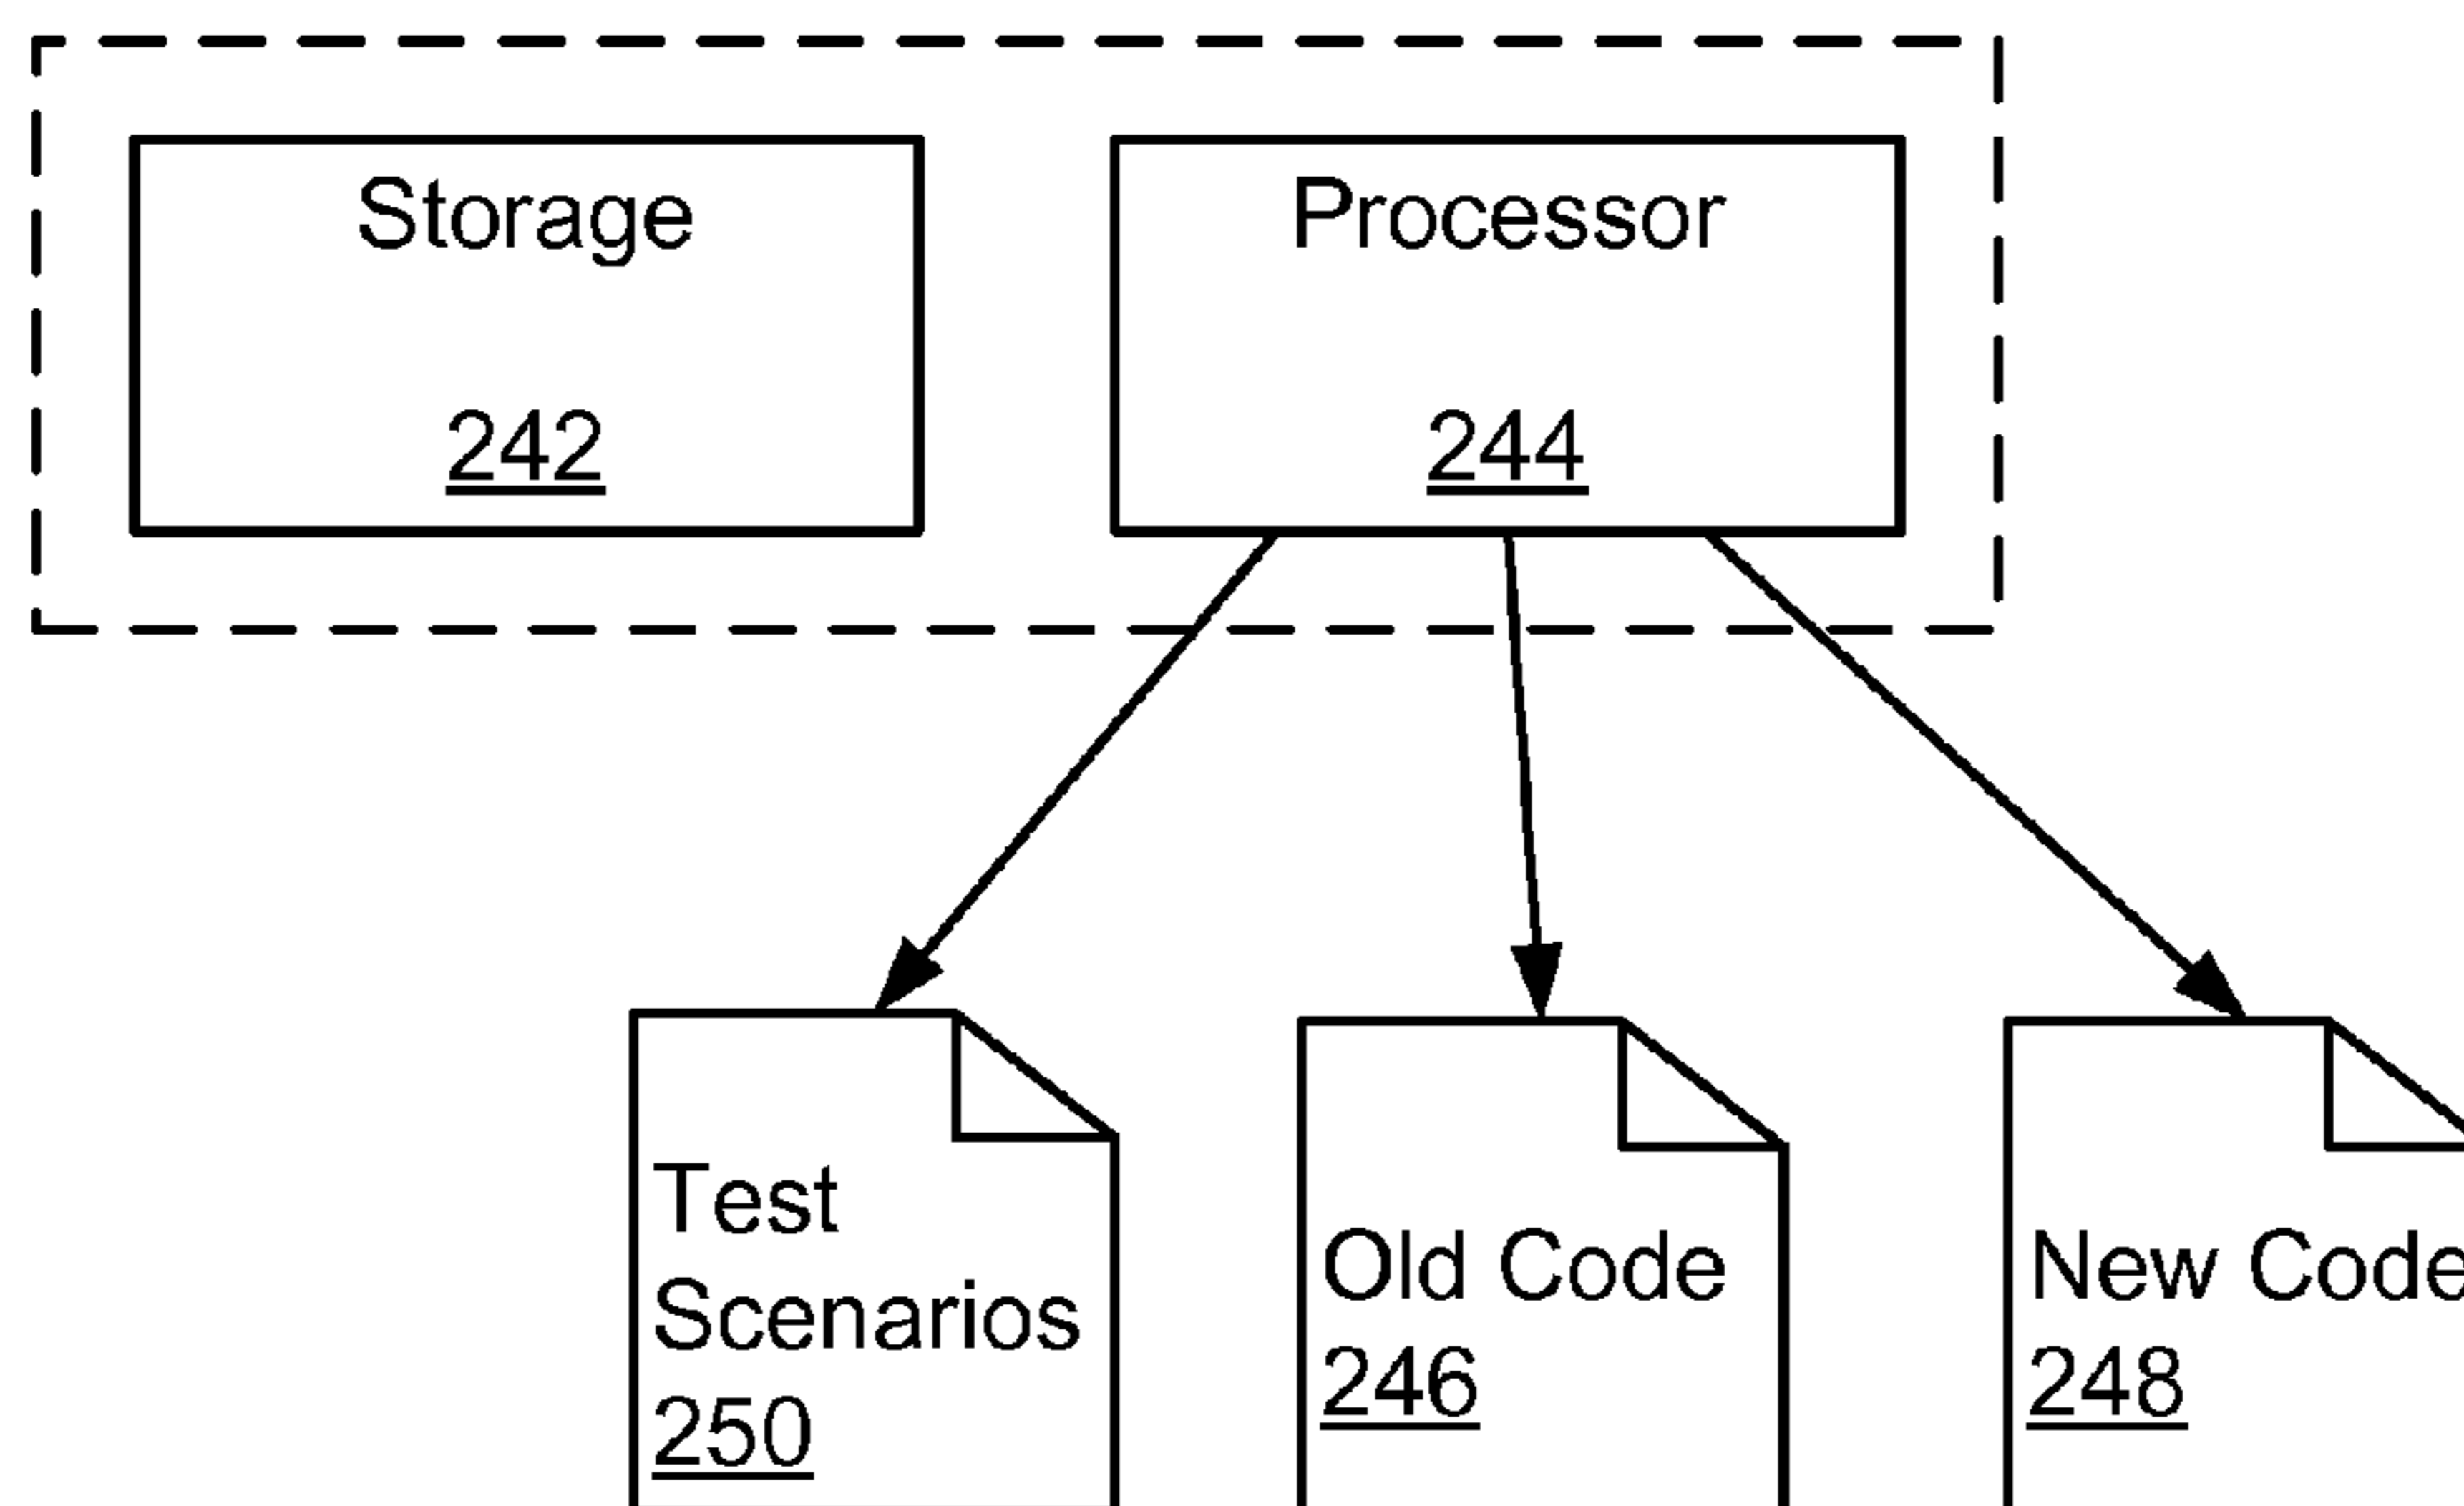 Storage
242
Processor
244
Test
Scenarios
250
Old Code
246
New Code
248